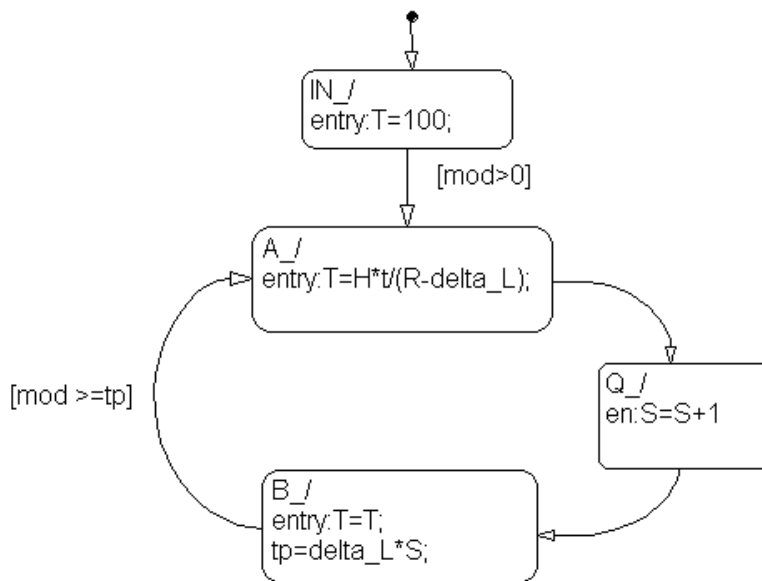 IN_/
entry:T=100;
[mod>0]
A_/
entry:T=H*t/(R-delta_L);
[mod >=tp]
Q_/
en:S=S+1
B_/
entry:T=T;
tp=delta_L*S;